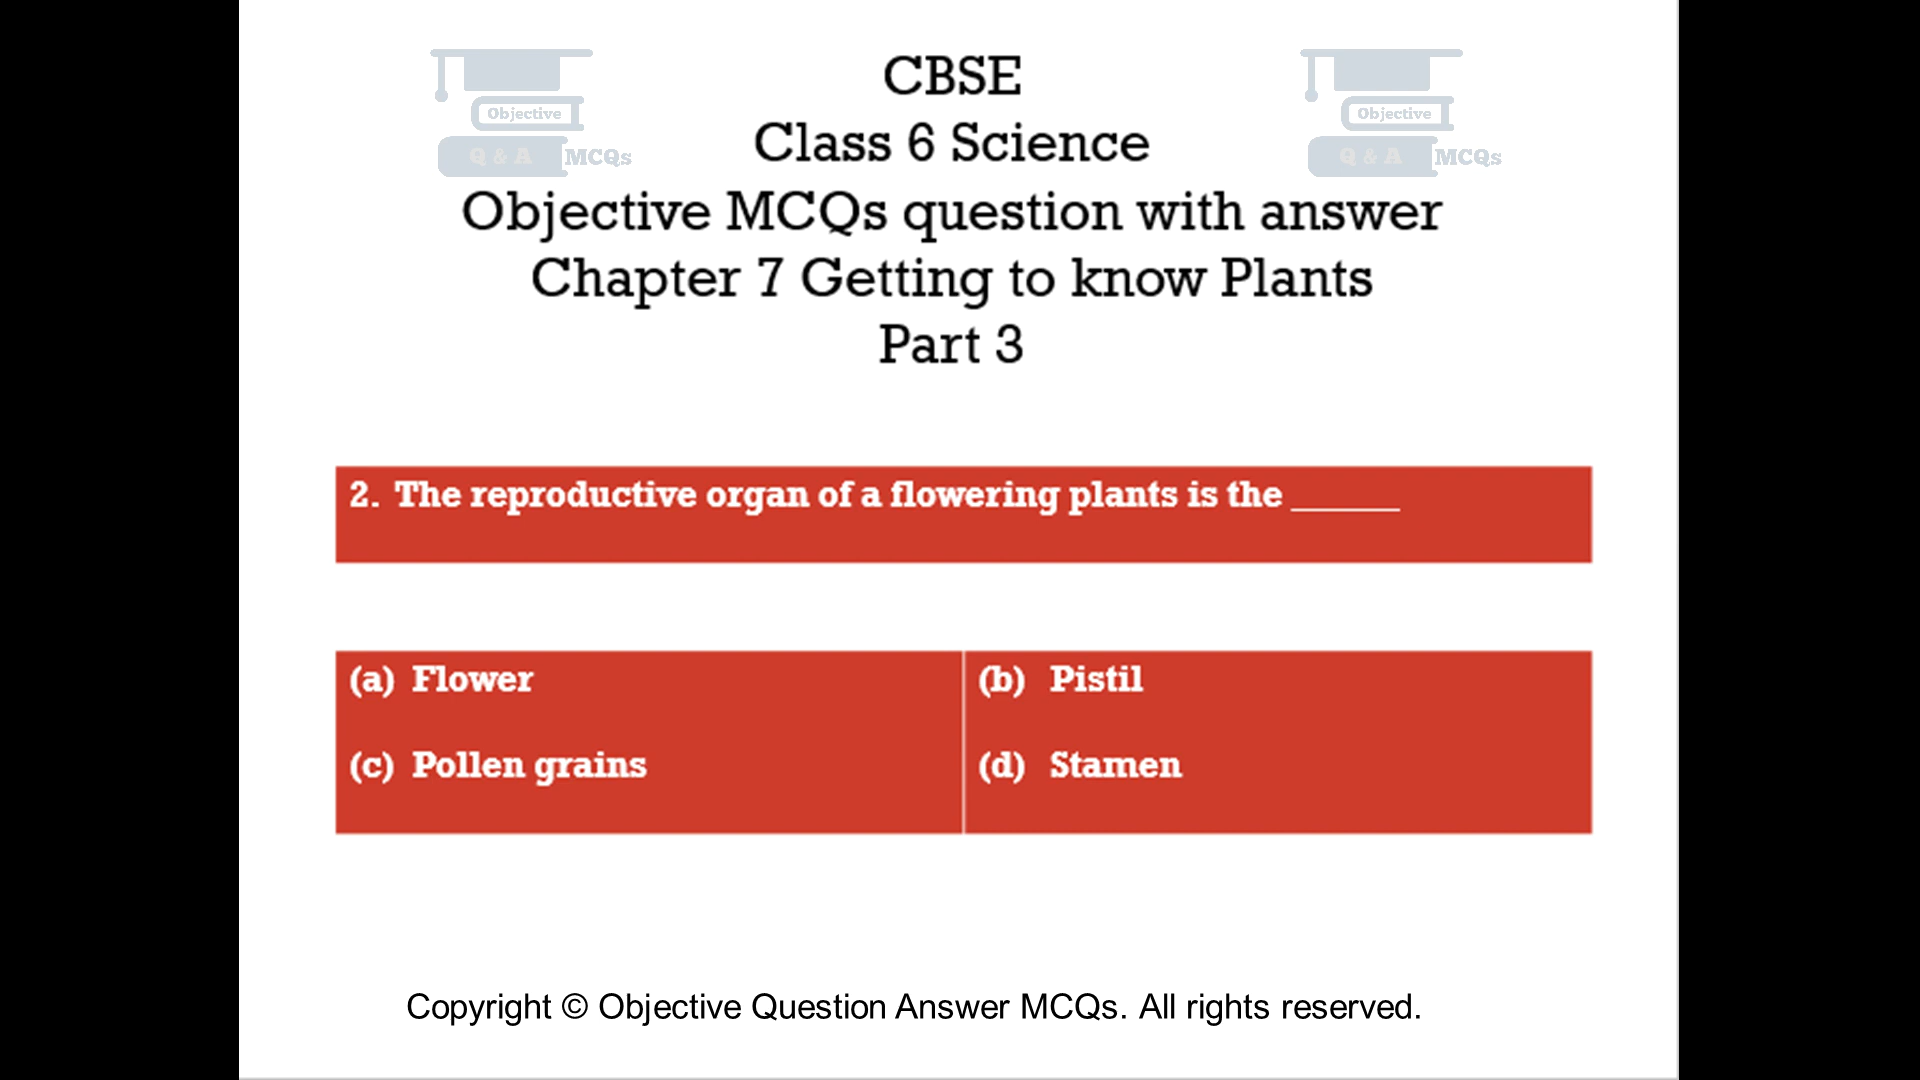 CBSE
Class 6 Science
Objective MCQs question with answer
Chapter 7 Getting to know Plants
Part 3
Objective
Q & A MCQs
Objective
Q & A MCQs
2. The reproductive organ of a flowering plants is the ______
(a) Flower
(b) Pistil
(c) Pollen grains
(d) Stamen
Copyright © Objective Question Answer MCQs. All rights reserved.